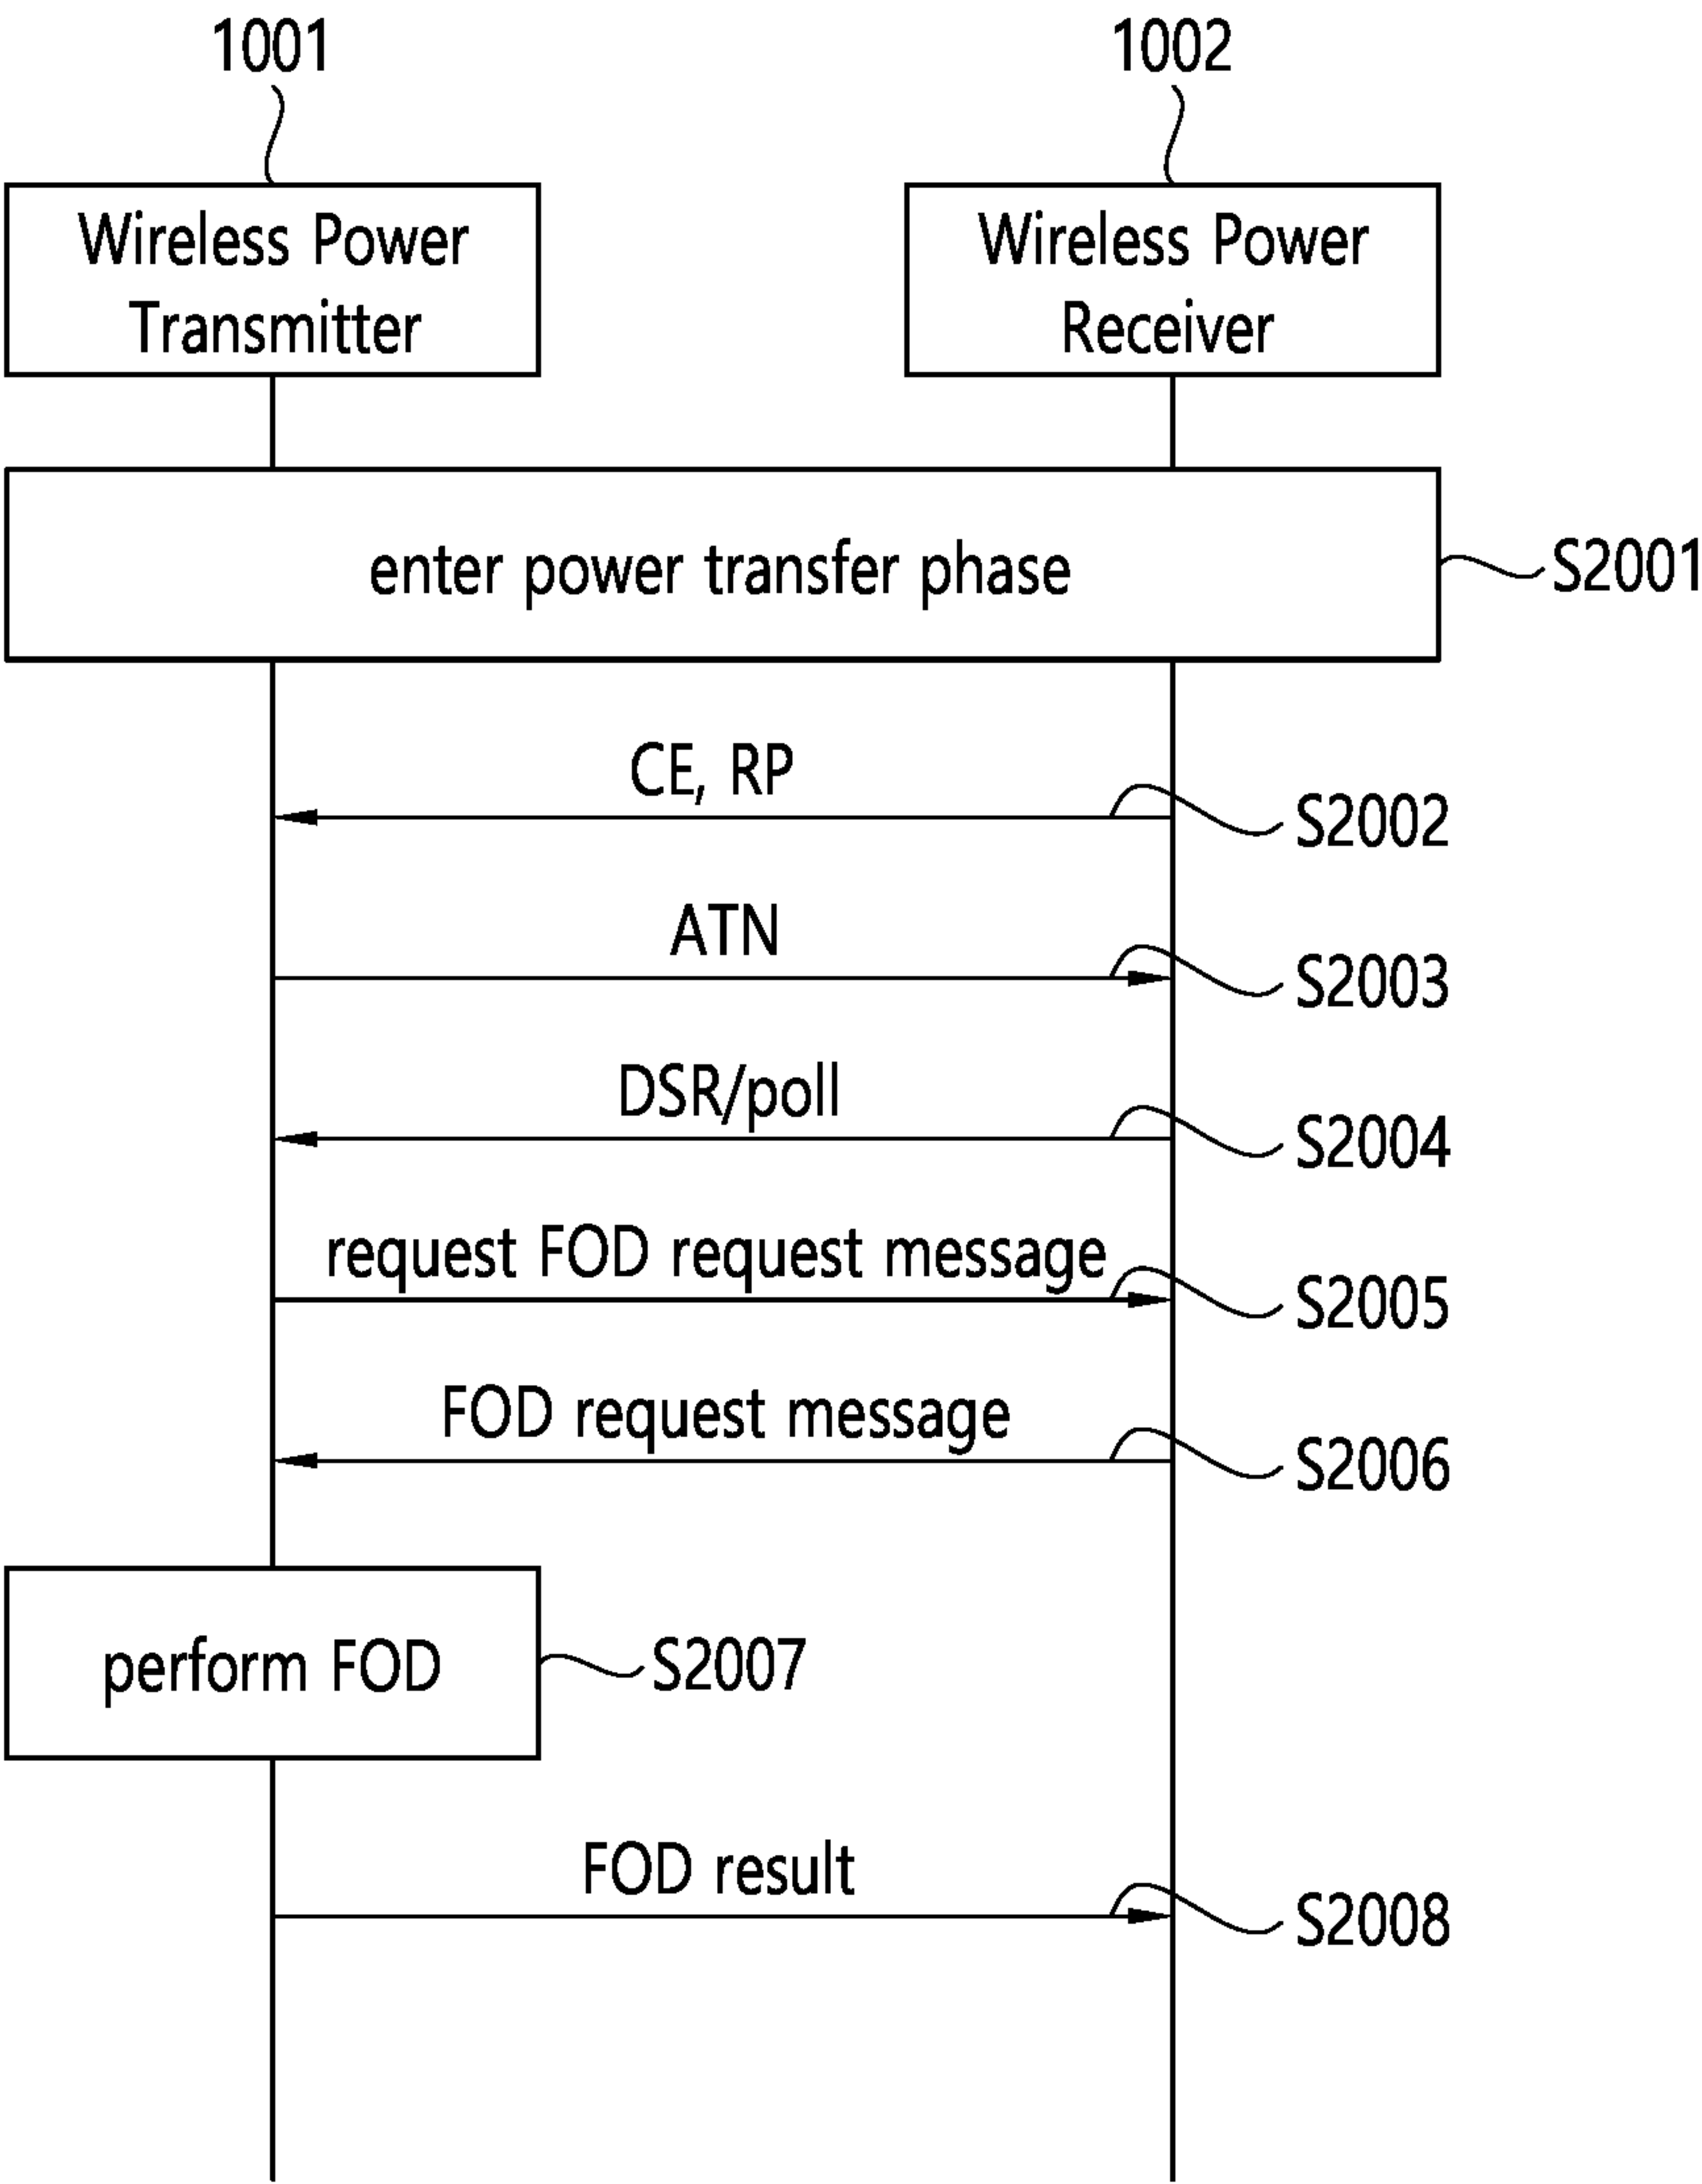 1001
1002
Wireless Power
Transmitter
Wireless Power
Receiver
enter power transfer phase
S2001
CE, RP
S2002
ATN
S2003
DSR/poll
S2004
request FOD request message
S2005
FOD request message
S2006
perform FOD
S2007
FOD result
S2008